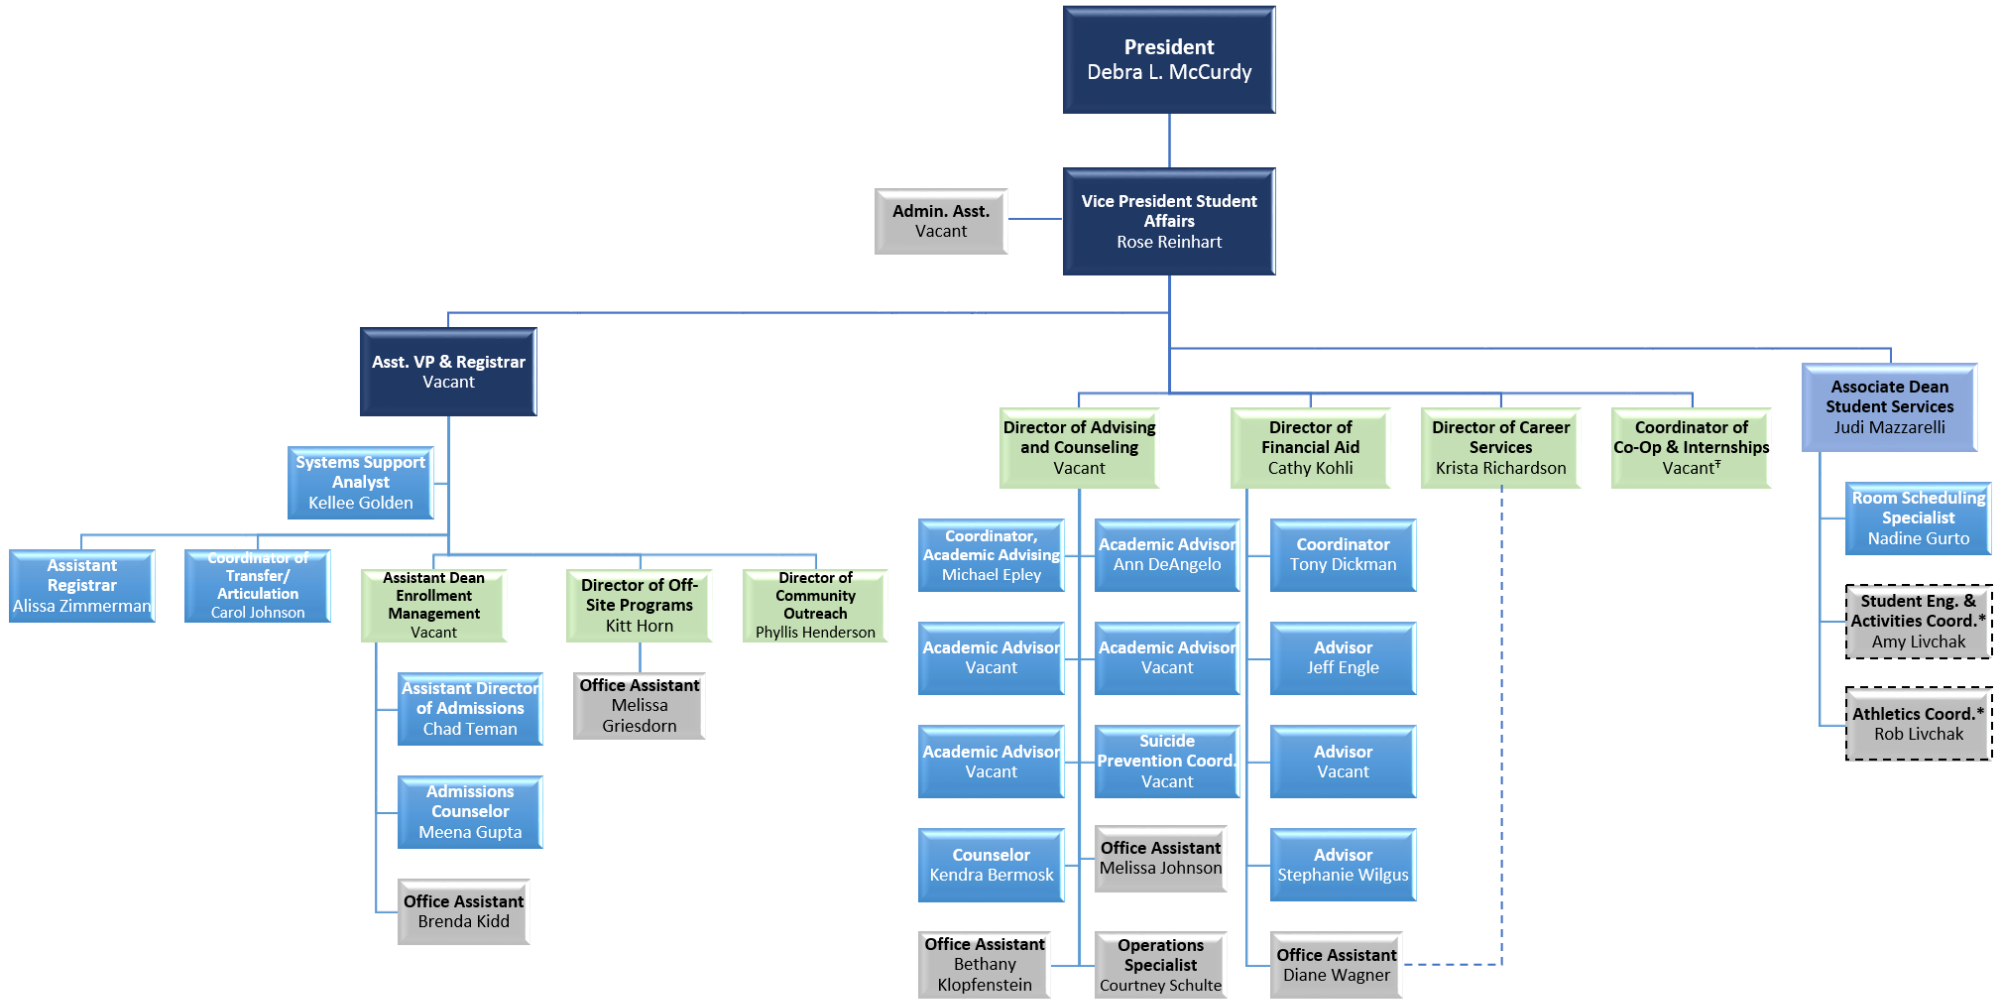 President
Debra L. McCurdy
Vice President Student
Affairs
Rose Reinhart
Admin. Asst.
Vacant
Asst. VP & Registrar
Vacant
Systems Support
Analyst
Kellee Golden
Assistant
Registrar
Alissa Zimmerman
Coordinator of
Transfer/
Articulation
Carol Johnson
Assistant Dean
Enrollment
Management
Vacant
Director of Off-
Site Programs
Kitt Horn
Director of
Community
Outreach
Phyllis Henderson
Assistant Director
of Admissions
Chad Teman
Admissions
Counselor
Meena Gupta
Office Assistant
Brenda Kidd
Office Assistant
Melissa
Griesdorn
Director of Advising
and Counseling
Vacant
Coordinator,
Academic Advising
Michael Epley
Academic Advisor
Ann DeAngelo
Academic Advisor
Vacant
Academic Advisor
Vacant
Academic Advisor
Vacant
Suicide
Prevention Coord.
Vacant
Counselor
Kendra Bermosk
Office Assistant
Melissa Johnson
Office Assistant
Bethany
Klopfenstein
Operations
Specialist
Courtney Schulte
Director of
Financial Aid
Cathy Kohli
Coordinator
Tony Dickman
Advisor
Jeff Engle
Advisor
Vacant
Advisor
Stephanie Wilgus
Office Assistant
Diane Wagner
Director of Career
Services
Krista Richardson
Coordinator of
Co-Op & Internships
Vacant Ŧ
Associate Dean
Student Services
Judi Mazzarelli
Room Scheduling
Specialist
Nadine Gurto
Student Eng. &
Activities Coord.*
Amy Livchak
Athletics Coord.*
Rob Livchak